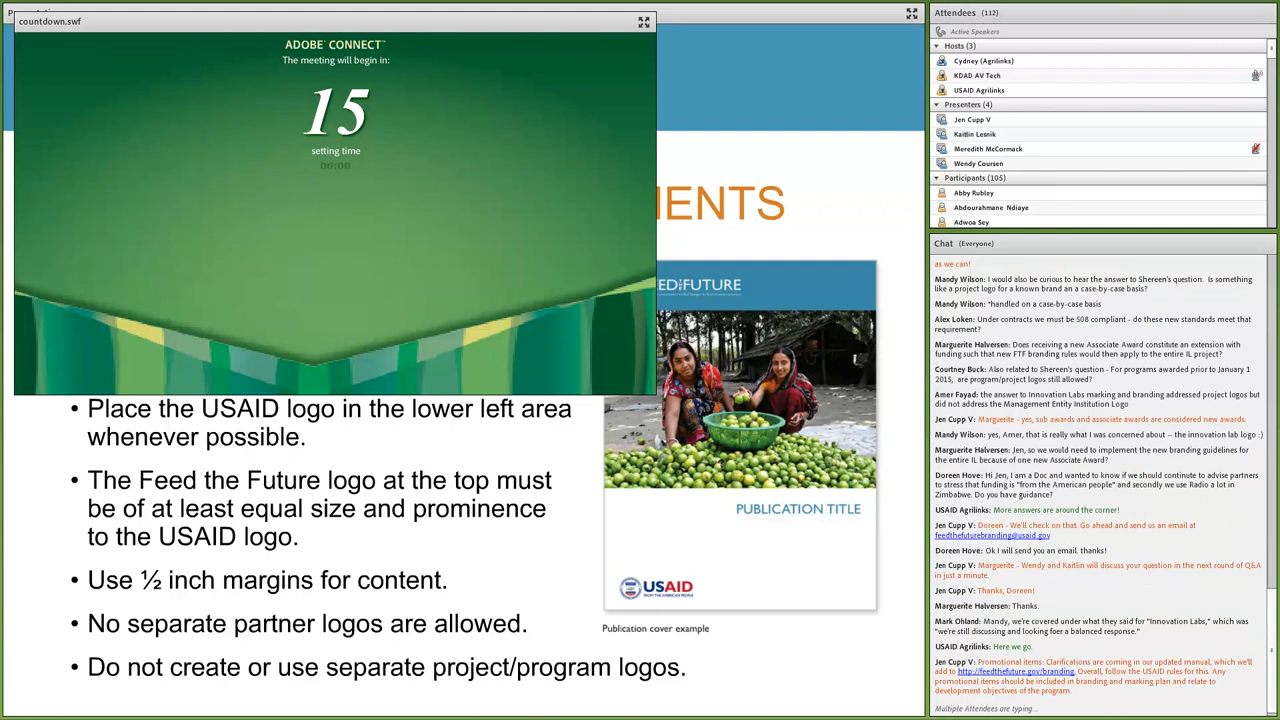 countdown.swf
ADOBE® CONNECT™
The meeting will begin in:
15
setting time
00:00
MENTS
• Place the USAID logo in the lower left area
whenever possible.
• The Feed the Future logo at the top must
be of at least equal size and prominence
to the USAID logo.
• Use ½ inch margins for content.
• No separate partner logos are allowed.
• Do not create or use separate project/program logos.
FUTURE
PUBLICATION TITLE
USAID
FROM THE AMERICAN PEOPLE
Publication cover example
Attendees (112)
Active Speakers
Hosts (3)
Cydney (Agrilinks)
KDAD AV Tech
USAID Agrilinks
Presenters (4)
Jen Cupp V
Kaitlin Lesnik
Meredith McCormack
Wendy Coursen
Participants (105)
Abby Rubley
Abdourahmane Ndiaye
Adwoa Sey
Chat (Everyone)
as we can!
Mandy Wilson: I would also be curious to hear the answer to Shereen's question. Is something
like a project logo for a known brand an a case-by-case basis?
Mandy Wilson: *handled on a case-by-case basis
Alex Loken: Under contracts we must be 508 compliant - do these new standards meet that
requirement?
Marguerite Halversen: Does receiving a new Associate Award constitute an extension with
funding such that new FTF branding rules would then apply to the entire IL project?
Courtney Buck: Also related to Shereen's question - For programs awarded prior to January 1
2015, are program/project logos still allowed?
Amer Fayad: the answer to Innovation Labs marking and branding addressed project logos but
did not address the Management Entity Institution Logo
Jen Cupp V: Marguerite - yes, sub awards and associate awards are considered new awards.
Mandy Wilson: yes, Amer, that is really what I was concerned about -- the innovation lab logo :)
Marguerite Halversen: Jen, so we would need to implement the new branding guidelines for
the entire IL because of one new Associate Award?
Doreen Hove: Hi Jen, I am a Doc and wanted to know if we should continue to advise partners
to stress that funding is "from the American people" and secondly we use Radio a lot in
Zimbabwe. Do you have guidance?
USAID Agrilinks: More answers are around the corner!
Jen Cupp V: Doreen - We'll check on that. Go ahead and send us an email at
feedthefuturebranding@usaid.gov
Doreen Hove: Ok I will send you an email. thanks!
Jen Cupp V: Marguerite - Wendy and Kaitlin will discuss your question in the next round of Q&A
in just a minute.
Jen Cupp V: Thanks, Doreen!
Marguerite Halversen: Thanks.
Mark Ohland: Mandy, we're covered under what they said for "Innovation Labs," which was
"we're still discussing and looking foer a balanced response."
USAID Agrilinks: Here we go.
Jen Cupp V: Promotional items: Clarifications are coming in our updated manual, which we'll
add to http://feedthefuture.gov/branding. Overall, follow the USAID rules for this. Any
promotional items should be included in branding and marking plan and relate to
development objectives of the program.
Multiple Attendees are typing...